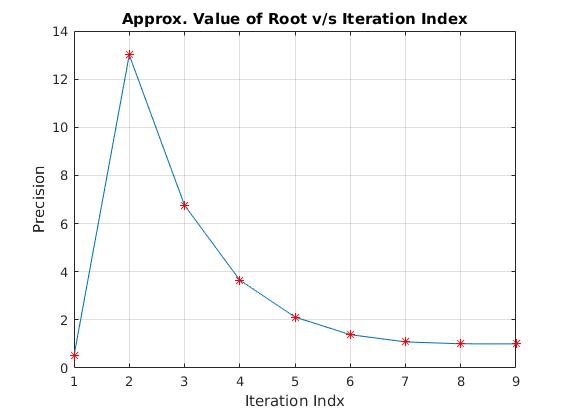 Approx. Value of Root v/s Iteration Index
14
12
10
8
6
4
2
0
Precision
1 2 3 4 5 6 7 8 9
Iteration Indx